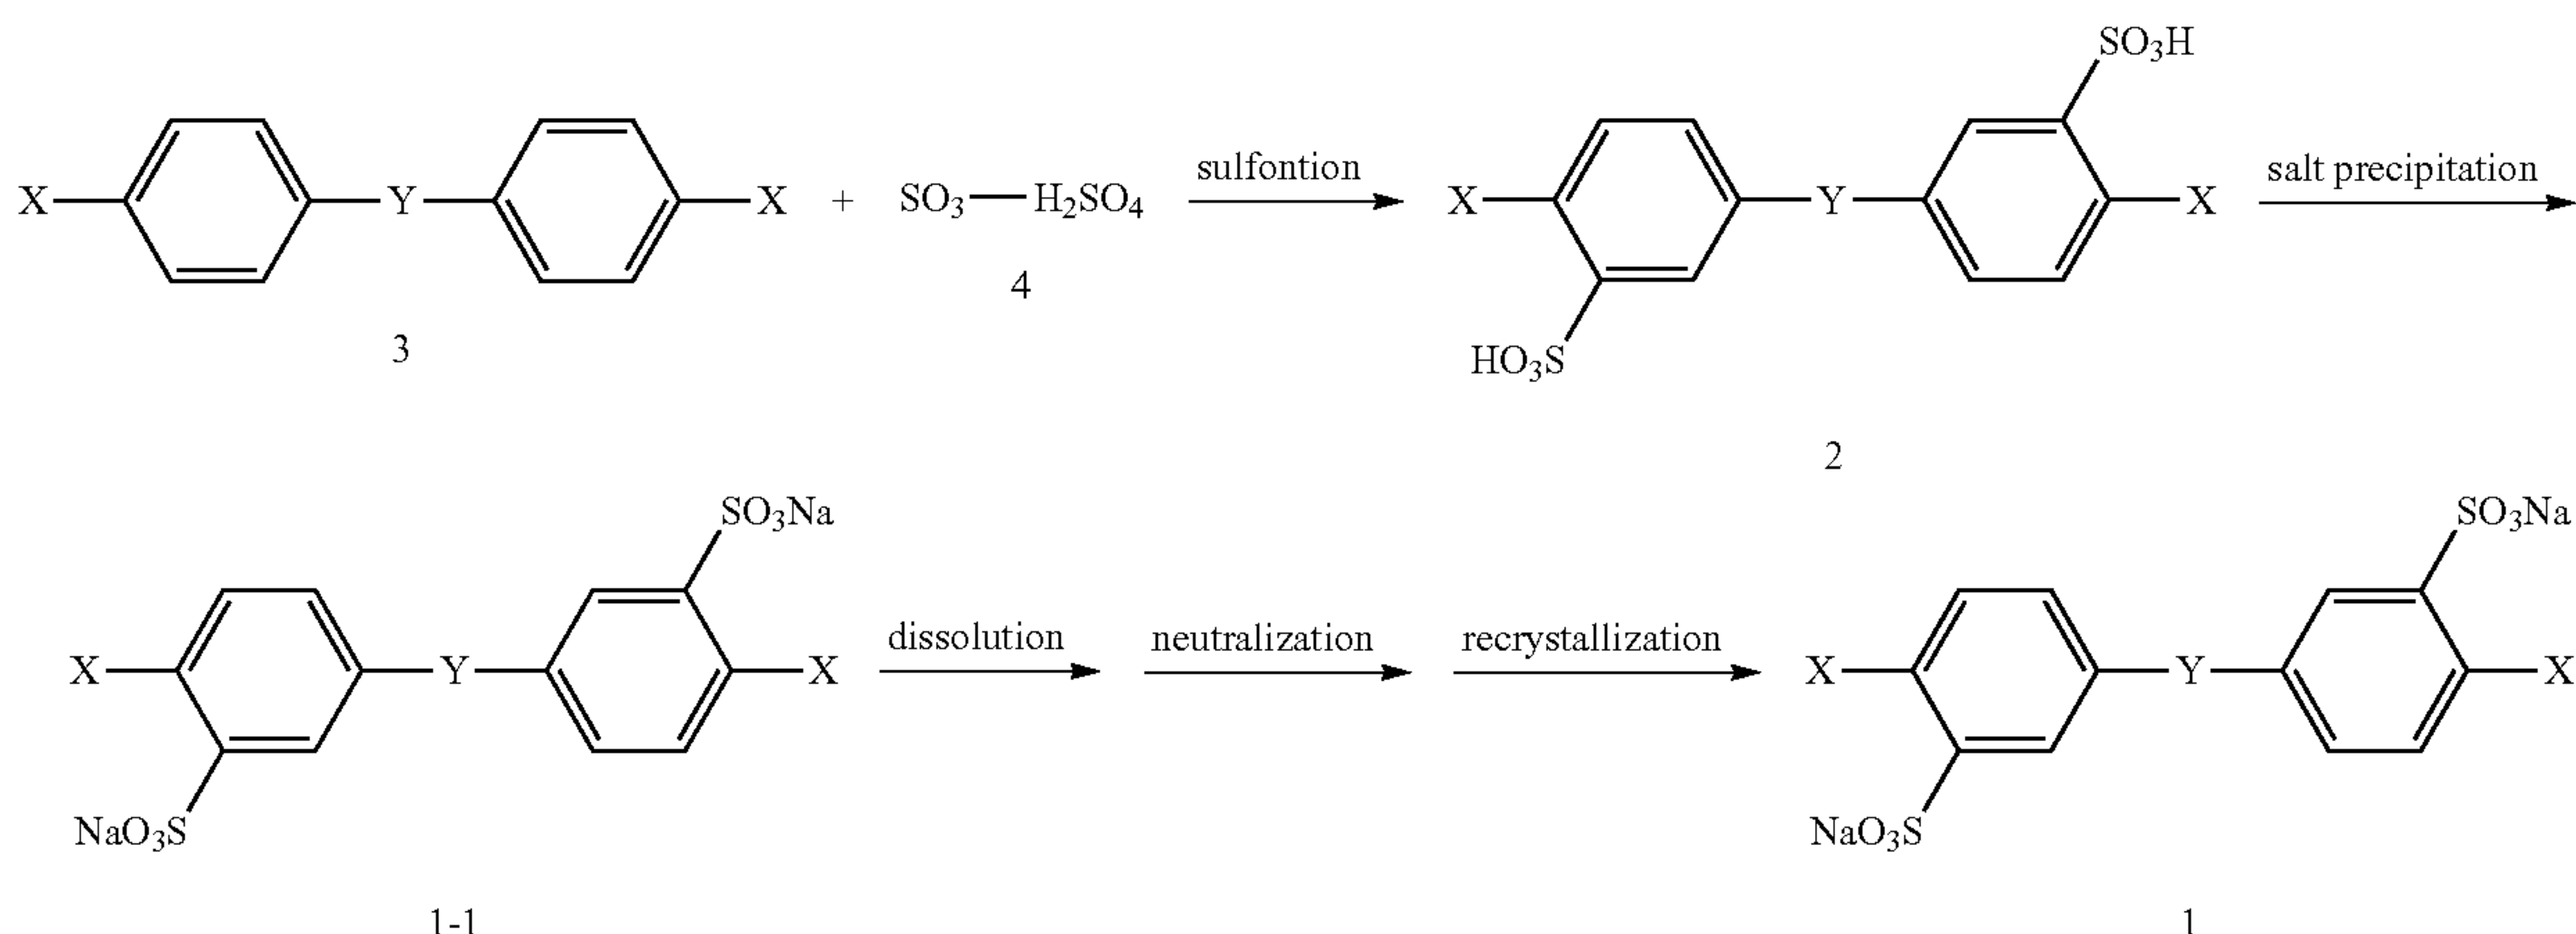 SO₃H
X Y X + SO₃—H₂SO₄ sulfontion X Y X salt precipitation
4
3
HO₃S
2
SO₃Na SO₃Na
X Y X dissolution neutralization recrystallization X Y X
NaO₃S NaO₃S
1-1 1